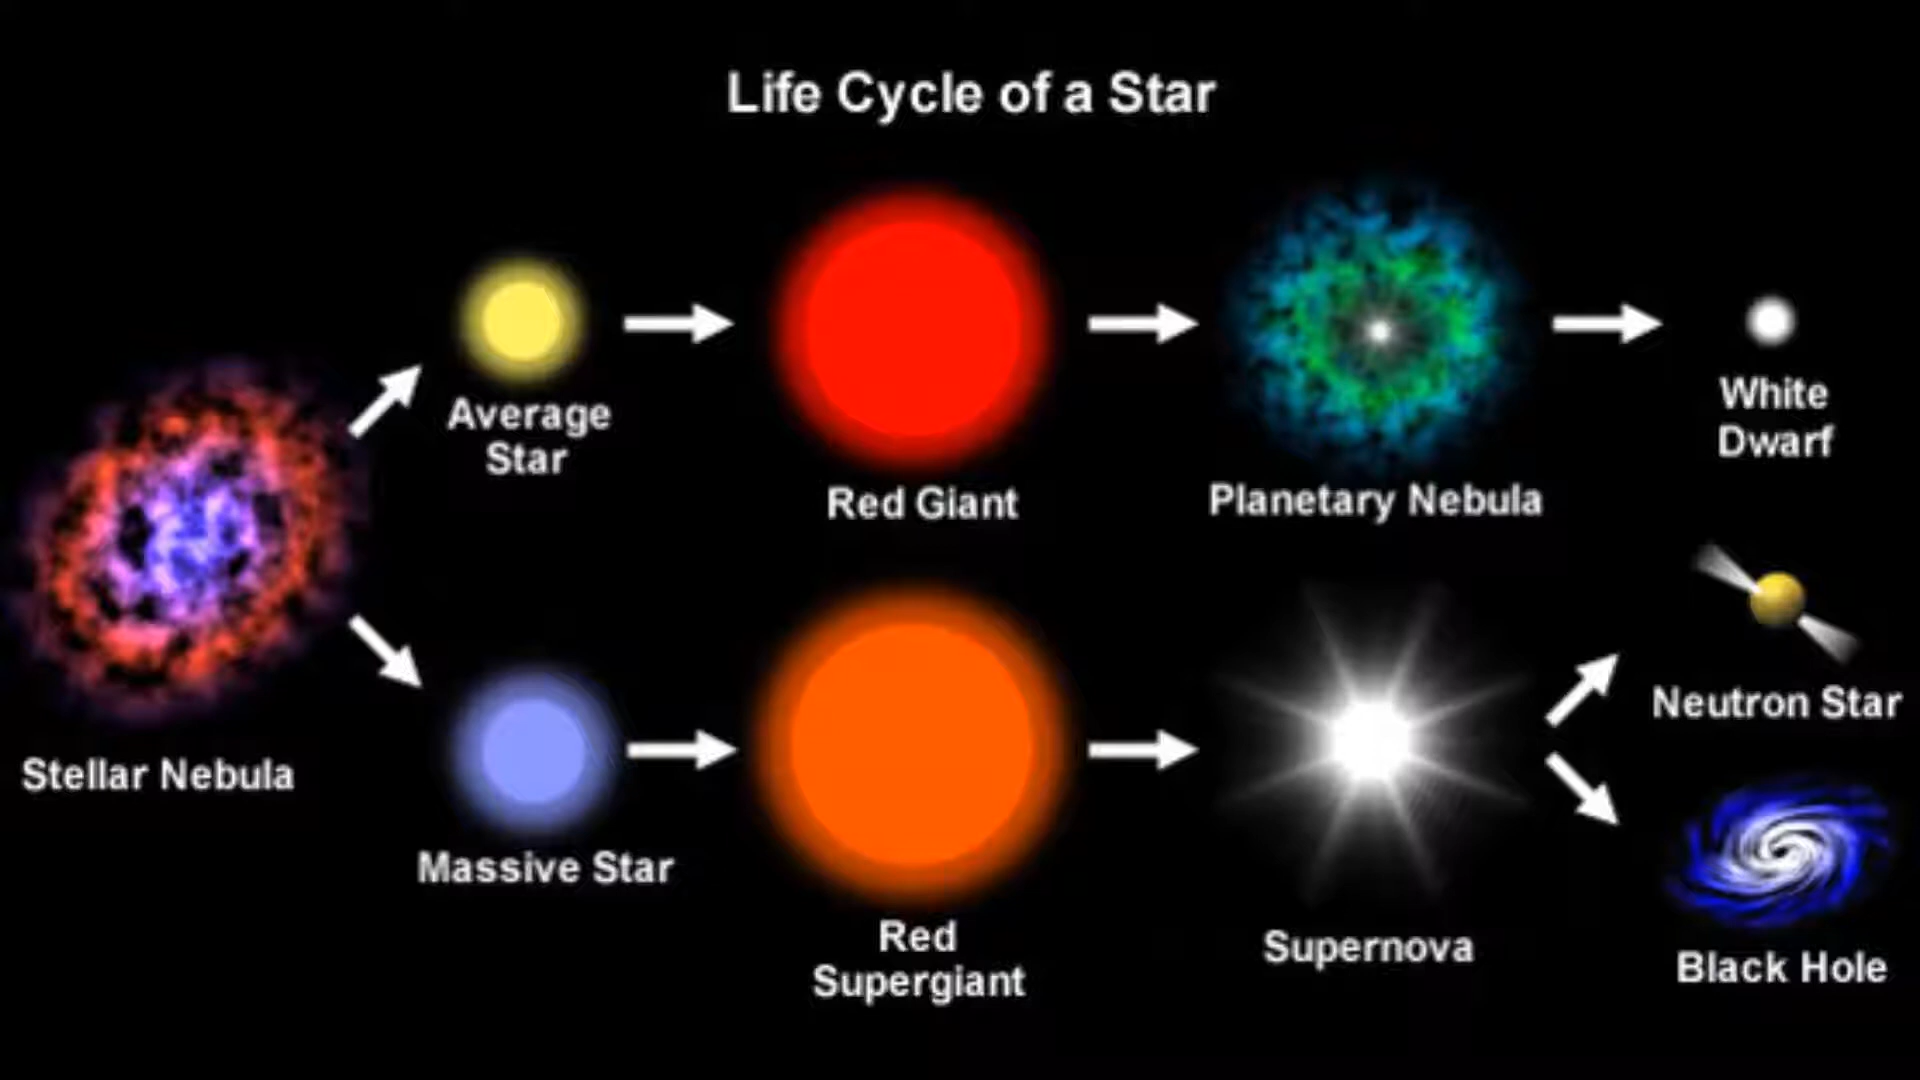 Life Cycle of a Star
Average
Star
Red Giant
Planetary Nebula
White
Dwarf
Stellar Nebula
Massive Star
Red
Supergiant
Supernova
Neutron Star
Black Hole